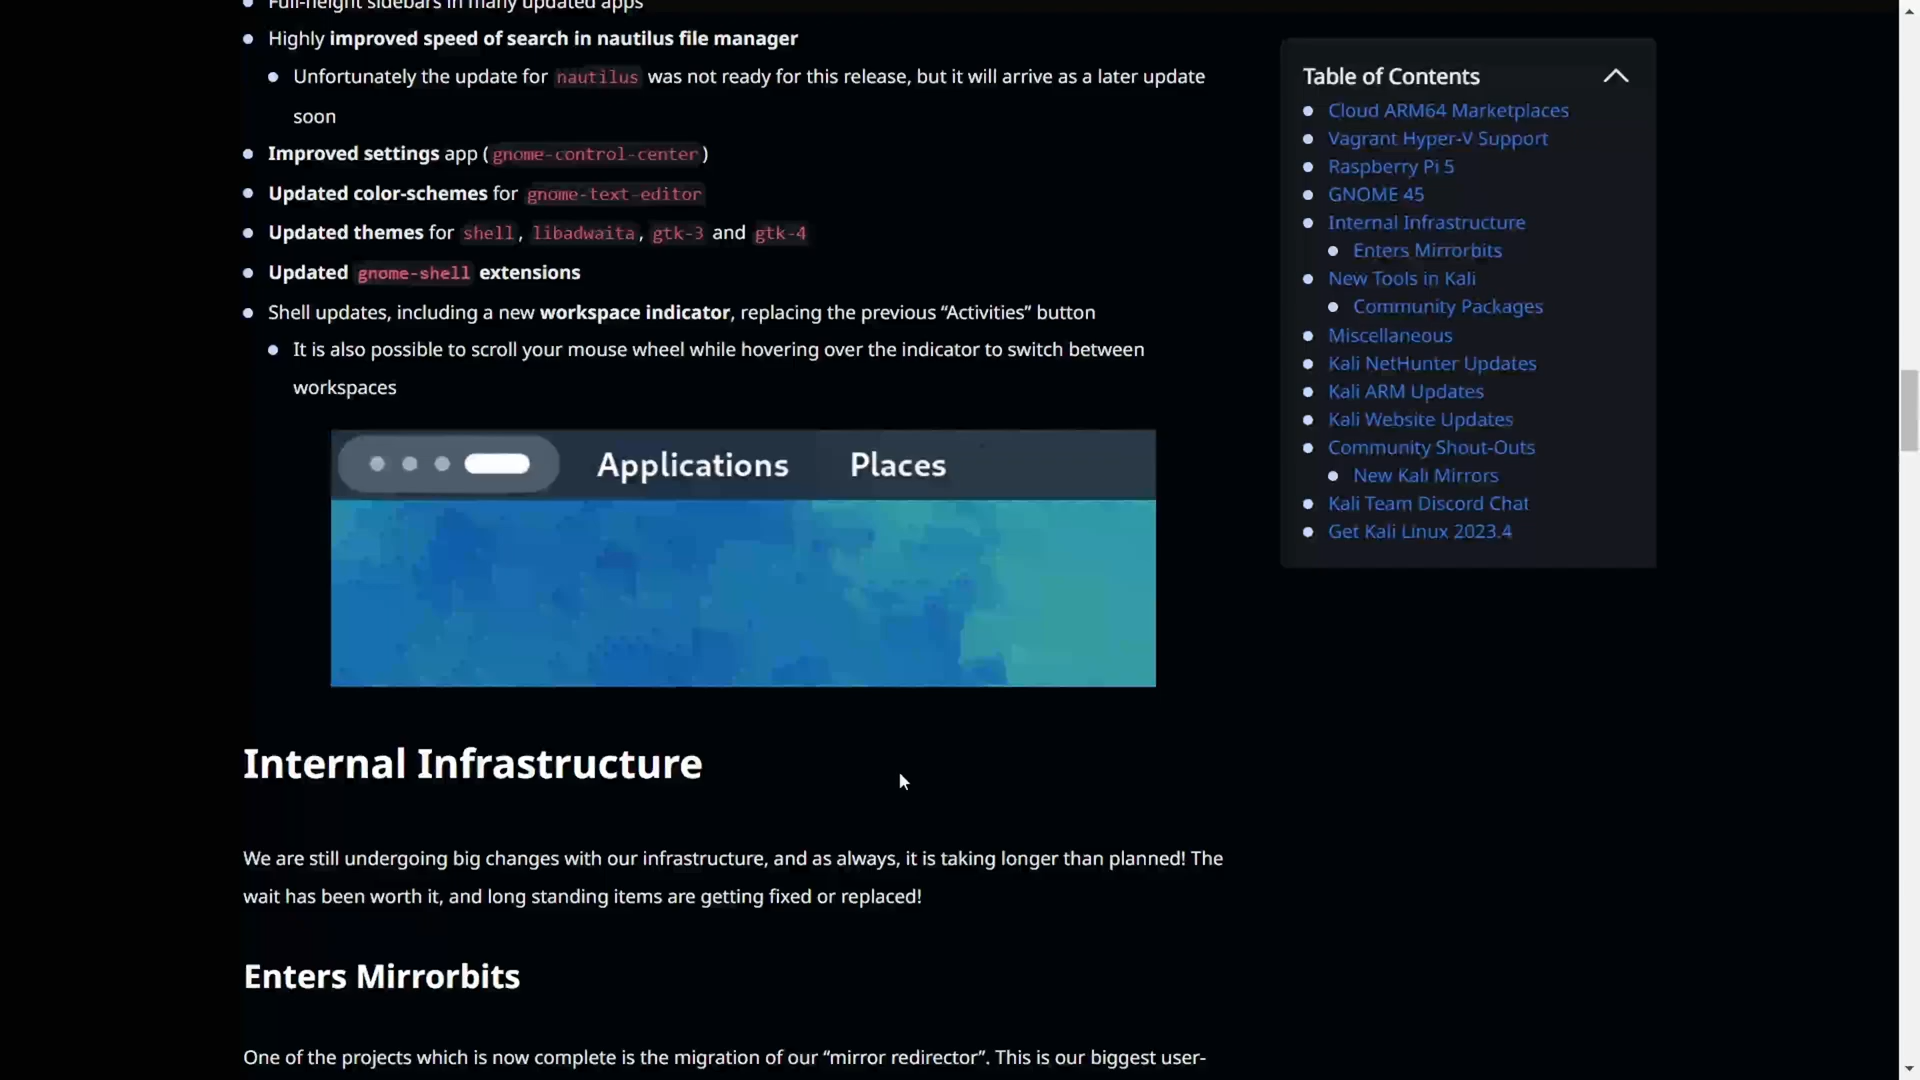 Full-height sidebars in many updated apps
Highly improved speed of search in nautilus file manager
Unfortunately the update for nautilus was not ready for this release, but it will arrive as a later update
soon
Improved settings app (gnome-control-center)
Updated color-schemes for gnome-text-editor
Updated themes for shell, libadwaita, gtk-3 and gtk-4
Updated gnome-shell extensions
Shell updates, including a new workspace indicator, replacing the previous “Activities” button
It is also possible to scroll your mouse wheel while hovering over the indicator to switch between
workspaces
Applications Places
Internal Infrastructure
We are still undergoing big changes with our infrastructure, and as always, it is taking longer than planned! The
wait has been worth it, and long standing items are getting fixed or replaced!
Enters Mirrorbits
One of the projects which is now complete is the migration of our “mirror redirector”. This is our biggest user-
Table of Contents
Cloud ARM64 Marketplaces
Vagrant Hyper-V Support
Raspberry Pi 5
GNOME 45
Internal Infrastructure
Enters Mirrorbits
New Tools in Kali
Community Packages
Miscellaneous
Kali NetHunter Updates
Kali ARM Updates
Kali Website Updates
Community Shout-Outs
New Kali Mirrors
Kali Team Discord Chat
Get Kali Linux 2023.4